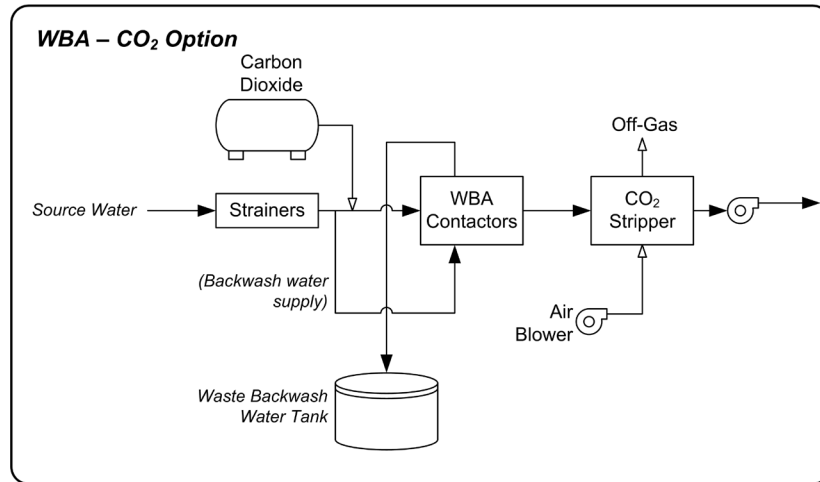 WBA – CO₂ Option
Carbon
Dioxide
Off-Gas
Source Water
Strainers
WBA
Contactors
CO₂
Stripper
(Backwash water
supply)
Air
Blower
Waste Backwash
Water Tank